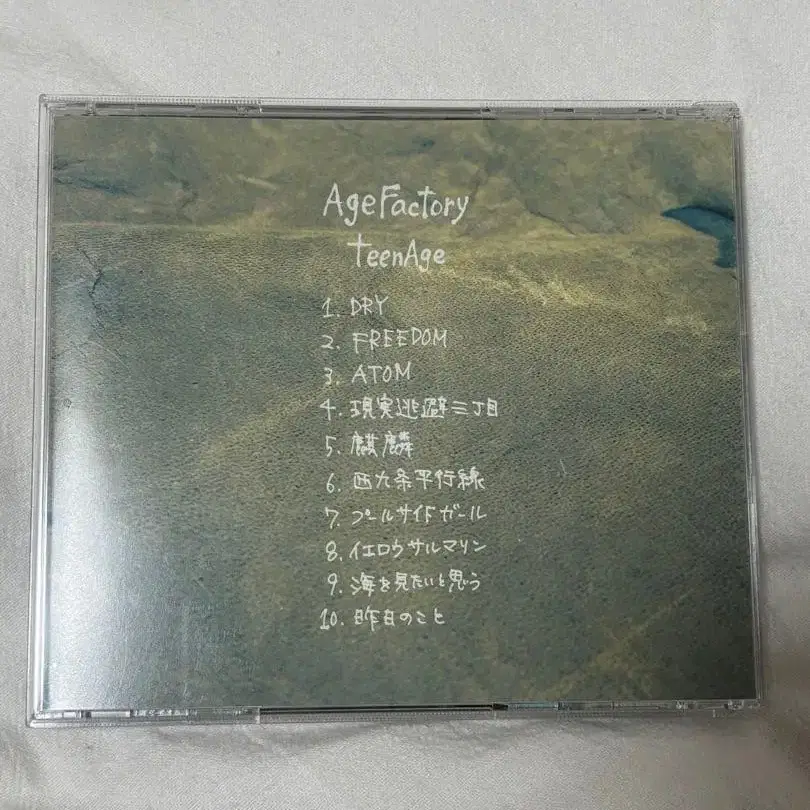 AgeFactory
teenAge
1. DRY
2. FREEDOM
3. ATOM
4. 現実逃避三丁目
5. 麒麟
6. 西九条平行線
7. プールサイドガール
8. イエロウサルマリン
9. 海を見たいと思う
10. 昨日のこと